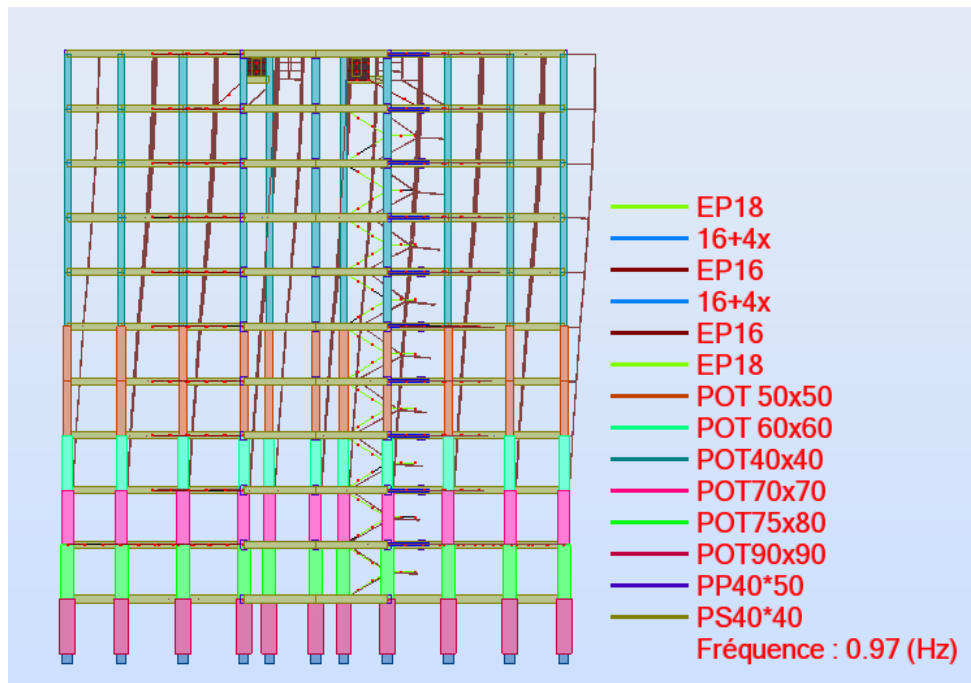 EP18
16+4x
EP16
16+4x
EP16
EP18
POT 50x50
POT 60x60
POT40x40
POT70x70
POT75x80
POT90x90
PP40*50
PS40*40
Fréquence : 0.97 (Hz)